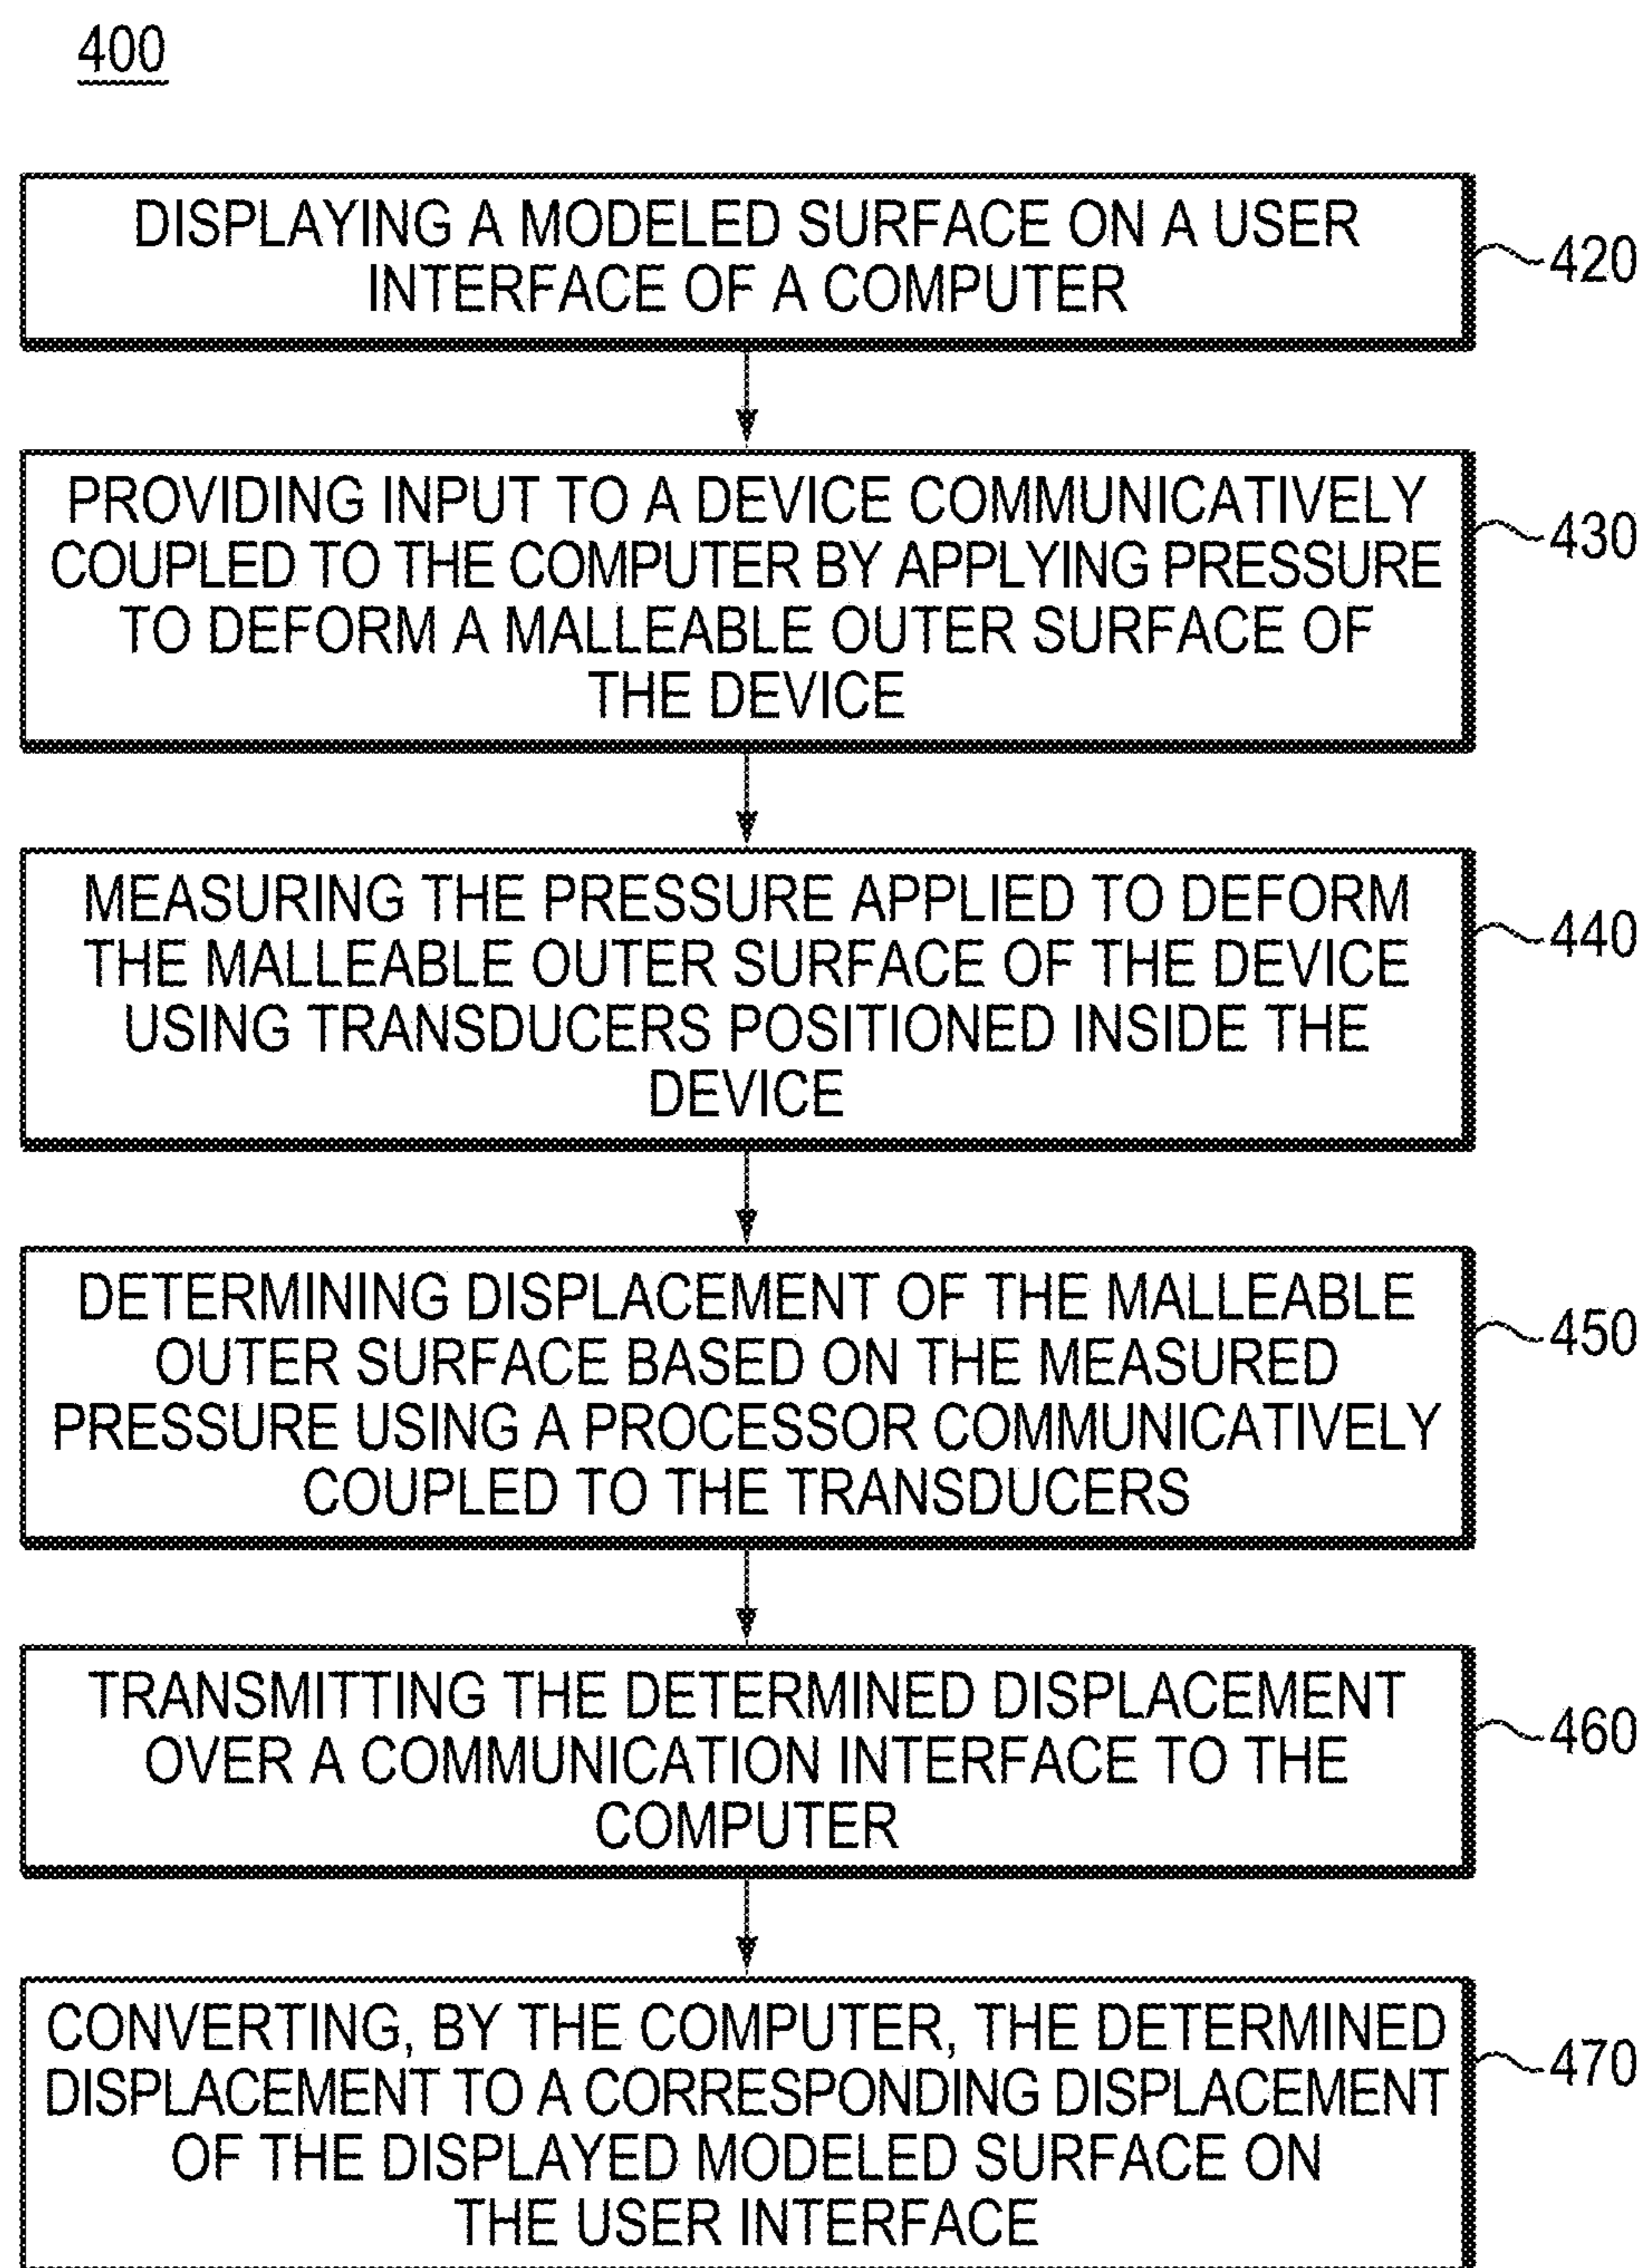 400
DISPLAYING A MODELED SURFACE ON A USER
INTERFACE OF A COMPUTER
420
PROVIDING INPUT TO A DEVICE COMMUNICATIVELY
COUPLED TO THE COMPUTER BY APPLYING PRESSURE
TO DEFORM A MALLEABLE OUTER SURFACE OF
THE DEVICE
430
MEASURING THE PRESSURE APPLIED TO DEFORM
THE MALLEABLE OUTER SURFACE OF THE DEVICE
USING TRANSDUCERS POSITIONED INSIDE THE
DEVICE
440
DETERMINING DISPLACEMENT OF THE MALLEABLE
OUTER SURFACE BASED ON THE MEASURED
PRESSURE USING A PROCESSOR COMMUNICATIVELY
COUPLED TO THE TRANSDUCERS
450
TRANSMITTING THE DETERMINED DISPLACEMENT
OVER A COMMUNICATION INTERFACE TO THE
COMPUTER
460
CONVERTING, BY THE COMPUTER, THE DETERMINED
DISPLACEMENT TO A CORRESPONDING DISPLACEMENT
OF THE DISPLAYED MODELED SURFACE ON
THE USER INTERFACE
470